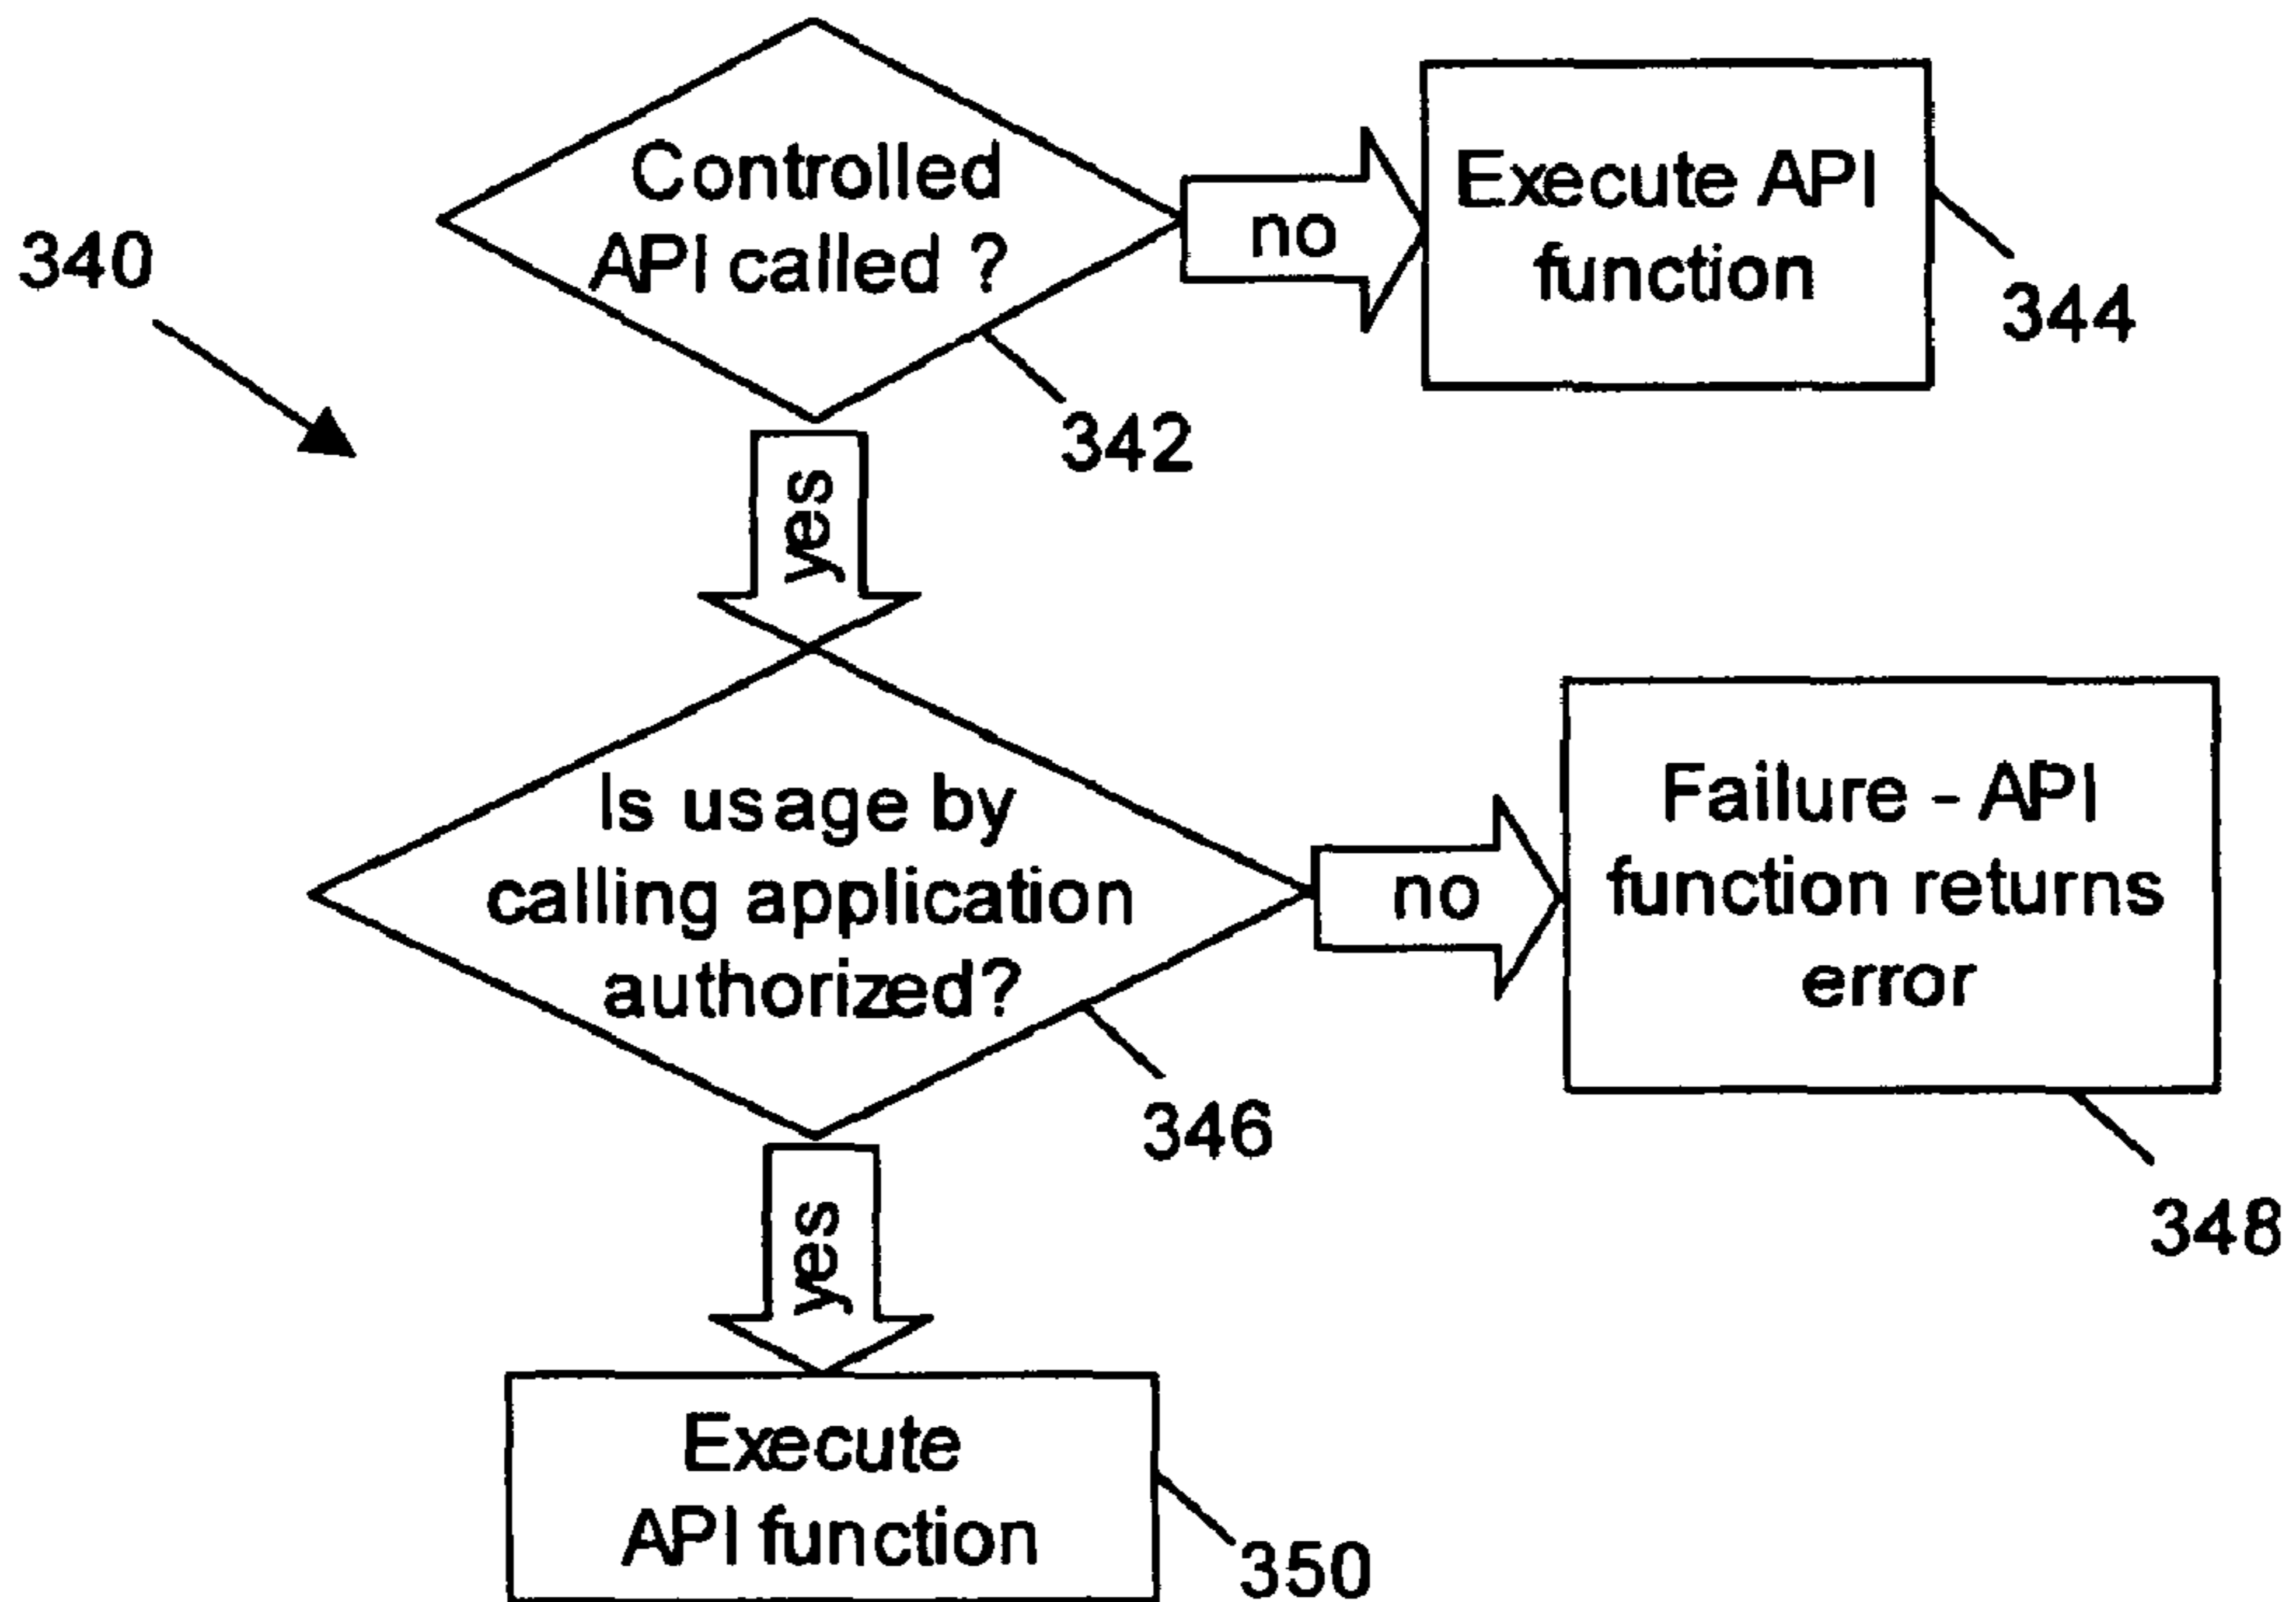 Controlled
API called ?
no
Execute API
function
340
344
342
yes
Is usage by
calling application
authorized?
no
Failure - API
function returns
error
346
348
yes
Execute
API function
350